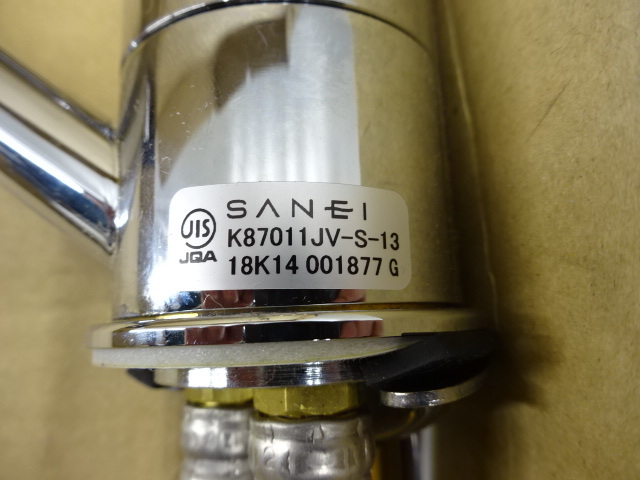 SANEI
JIS
JQA
K87011JV-S-13
18K14 001877 G